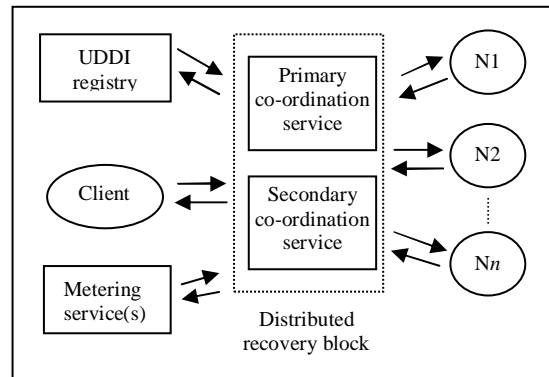 UDDI
registry
Primary
co-ordination
service
N1
N2
Client
Secondary
co-ordination
service
Nn
Metering
service(s)
Distributed
recovery block